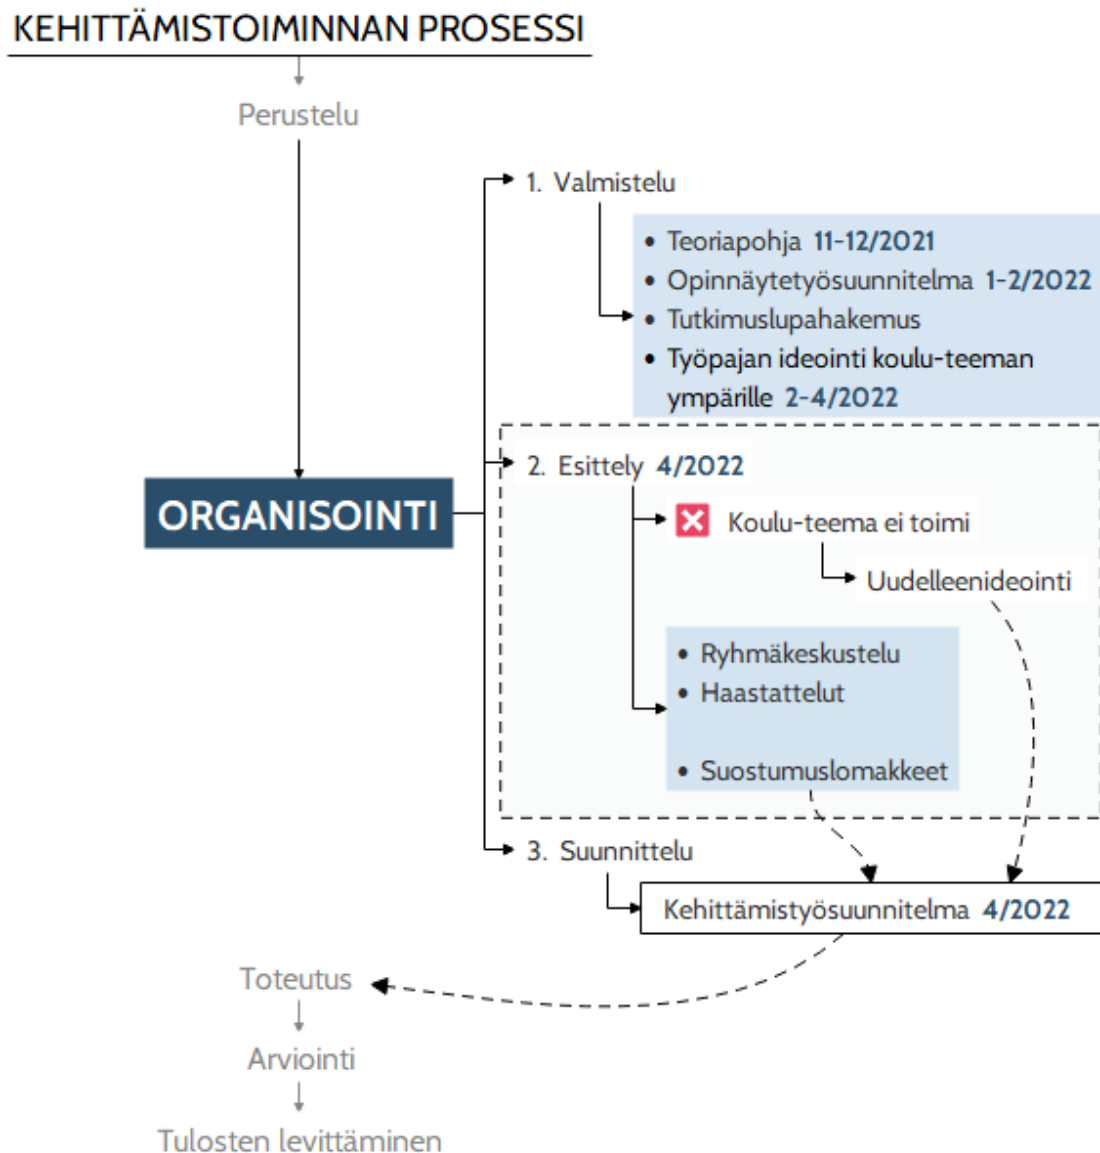 KEHITTÄMISTOIMINNAN PROSESSI
Perustelu
ORGANISOINTI
1. Valmistelu
• Teoriapohja 11-12/2021
• Opinnäytetyösuunnitelma 1-2/2022
• Tutkimuslupahakemus
• Työpajan ideointi koulu-teeman
ympärille 2-4/2022
2. Esittely 4/2022
Koulu-teema ei toimi
Uudelleenideointi
• Ryhmäkeskustelu
• Haastattelut
• Suostumuslomakkeet
3. Suunnittelu
Kehittämistyösuunnitelma 4/2022
Toteutus
Arviointi
Tulosten levittäminen